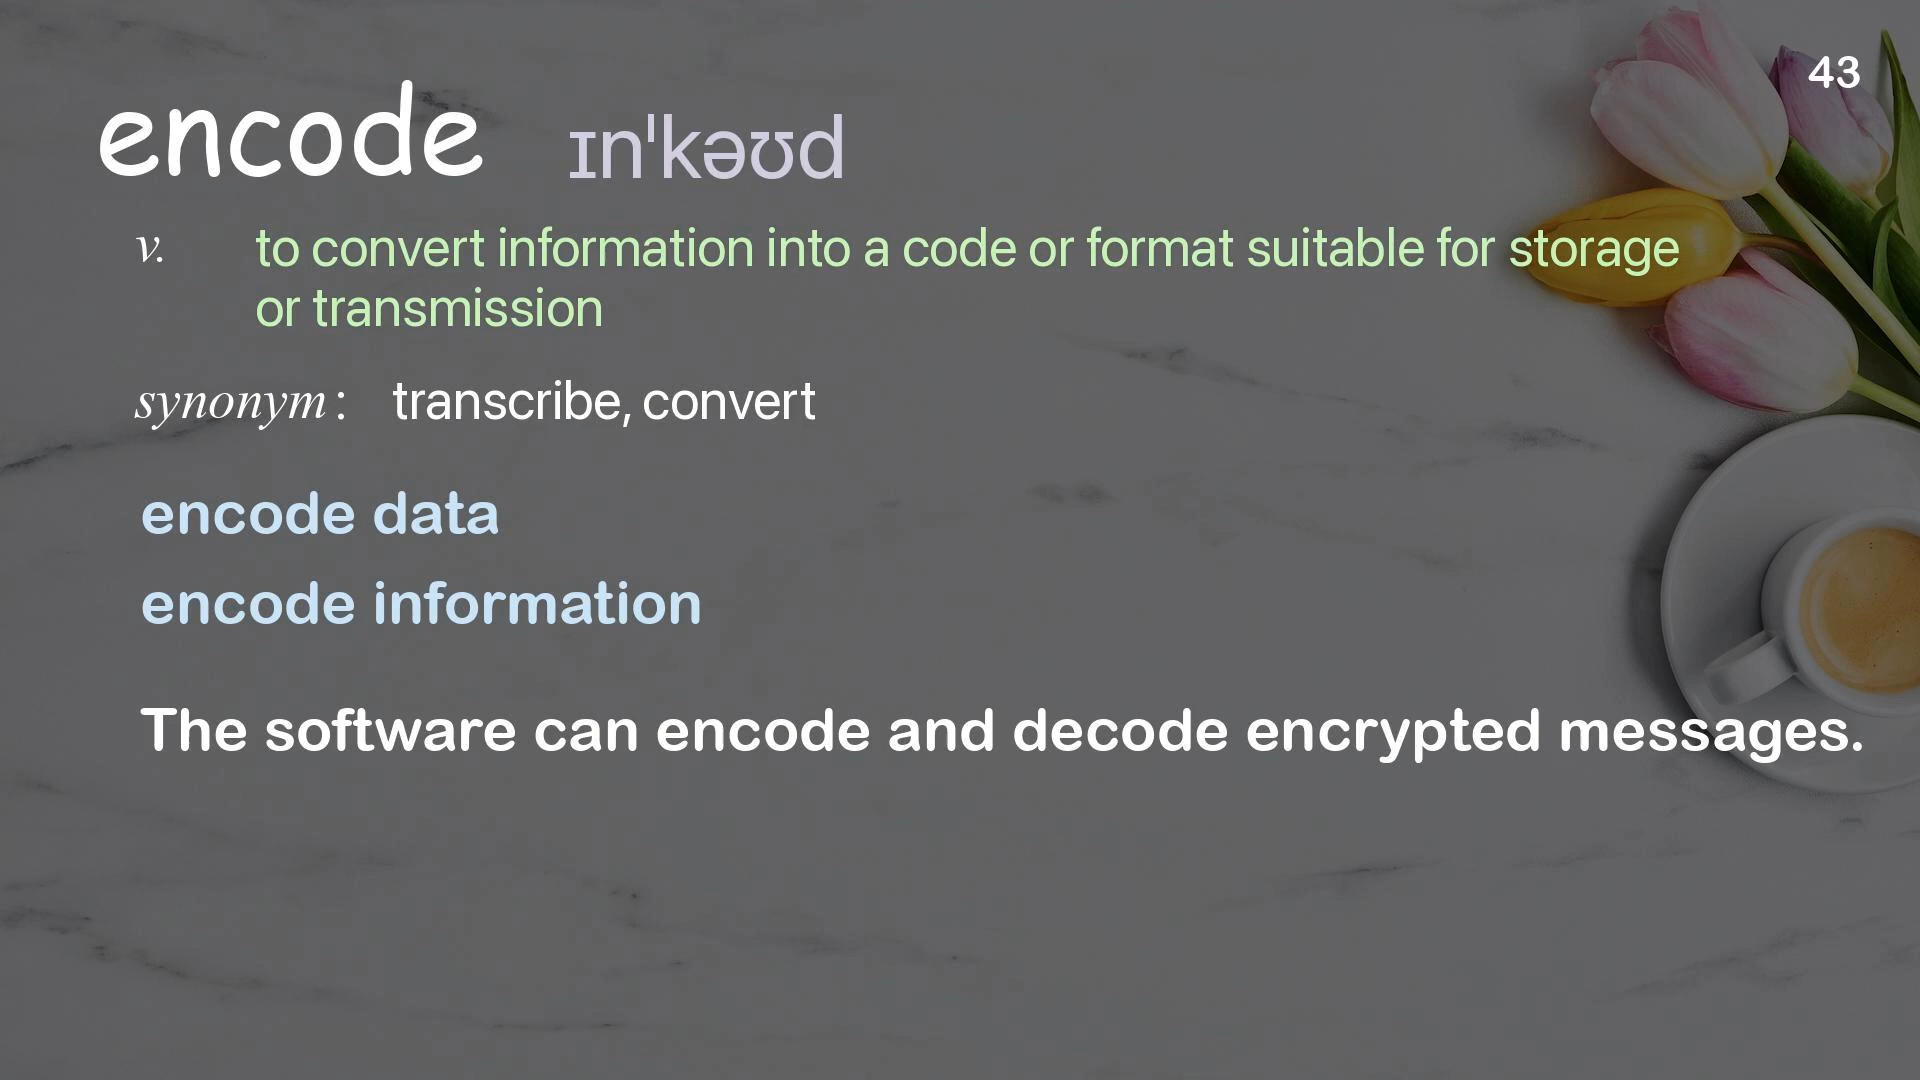 43
encode ɪnˈkəʊd
v. to convert information into a code or format suitable for storage
or transmission
synonym : transcribe, convert
encode data
encode information
The software can encode and decode encrypted messages.